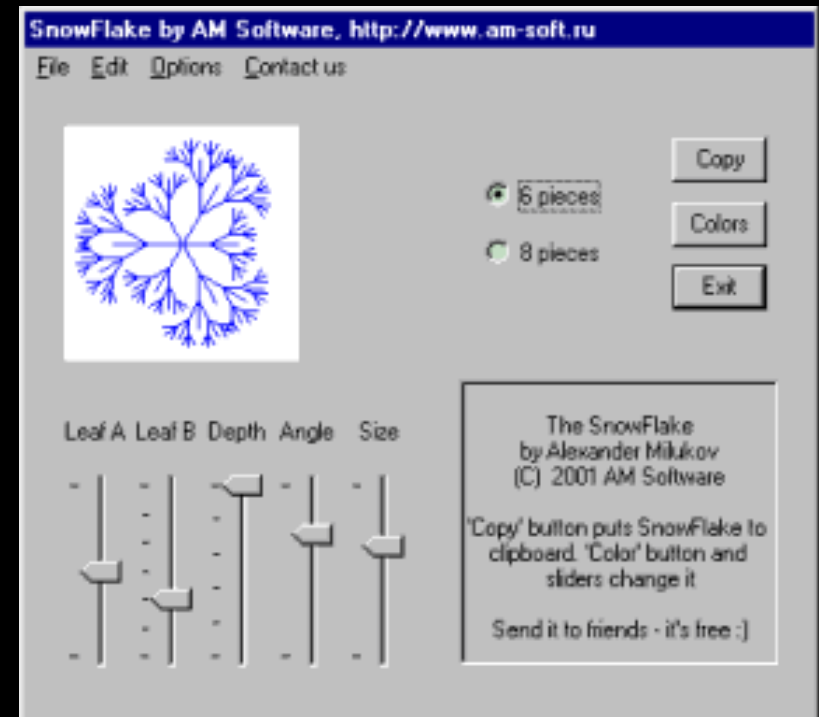 SnowFlake by AM Software, http://www.am-soft.ru
File Edit Options Contact us
6 pieces
8 pieces
Copy
Colors
Exit
Leaf A Leaf B Depth Angle Size
The SnowFlake
by Alexander Milukov
(C) 2001 AM Software
'Copy' button puts SnowFlake to
clipboard. 'Color' button and
sliders change it
Send it to friends - it's free :)